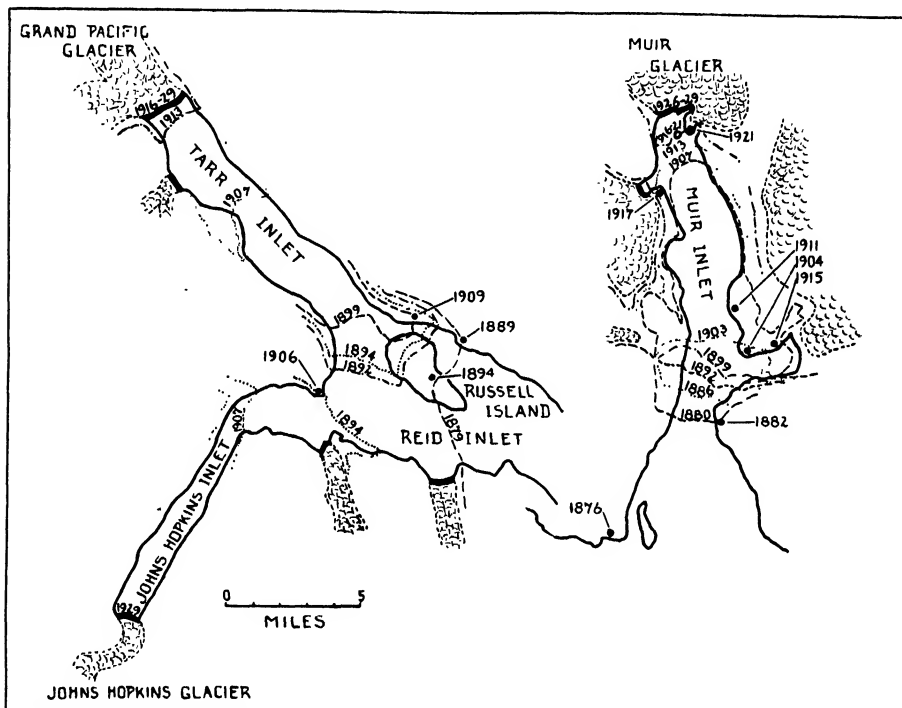 GRAND PACIFIC
GLACIER
1916-29
1913
TARR
INLET
1907
1899
1909
1889
1894
1892
1894
RUSSELL
ISLAND
1906
1894
1879
REID INLET
1907
JOHNS HOPKINS INLET
1929
JOHNS HOPKINS GLACIER
0 5
MILES
MUIR
GLACIER
1926-29
1921
1913
1907
1917
MUIR INLET
1911
1904
1915
1903
1899
1892
1886
1880
1882
1876